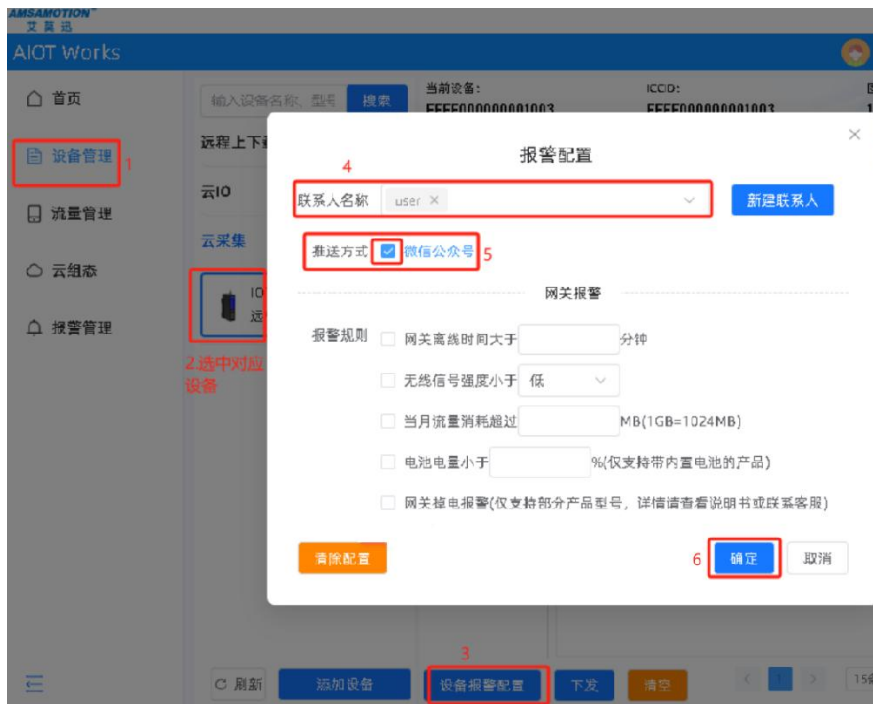 AMSAMOTION
艾莫迅
AIOT Works
首页
设备管理
1
流量管理
云组态
报警管理
输入设备名称、型号
搜索
当前设备:
FFFF000000001003
ICCID:
FFFF000000001003
云IO
云采集
IO
2.选中对应
设备
报警配置
4
联系人名称
user ×
新建联系人
推送方式
微信公众号
5
网关报警
报警规则
网关离线时间大于
分钟
无线信号强度小于
低
当月流量消耗超过
MB(1GB=1024MB)
电池电量小于
%(仅支持带内置电池的产品)
网关掉电报警(仅支持部分产品型号，详情请查看说明书或联系客服)
清除配置
6
确定
取消
3
刷新
添加设备
设备报警配置
下发
清空
1